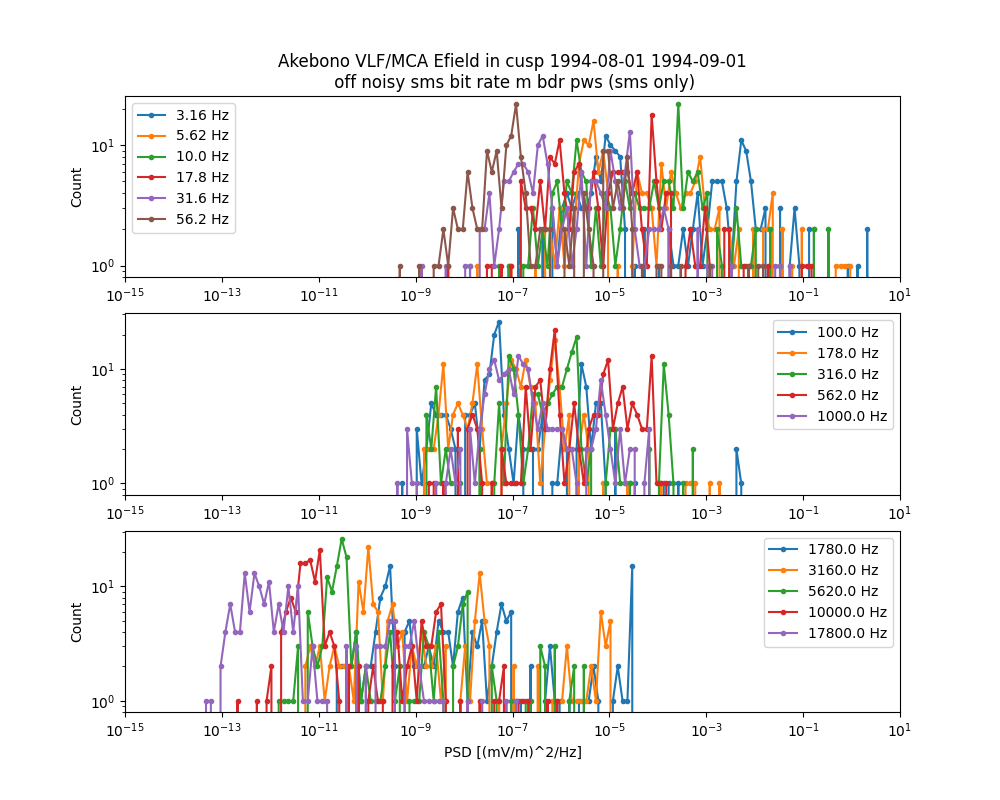 Akebono VLF/MCA Efield in cusp 1994-08-01 1994-09-01
off noisy sms bit rate m bdr pws (sms only)
Count
10^1
10^0
3.16 Hz
5.62 Hz
10.0 Hz
17.8 Hz
31.6 Hz
56.2 Hz
10^-15 10^-13 10^-11 10^-9 10^-7 10^-5 10^-3 10^-1 10^1
Count
10^1
10^0
100.0 Hz
178.0 Hz
316.0 Hz
562.0 Hz
1000.0 Hz
10^-15 10^-13 10^-11 10^-9 10^-7 10^-5 10^-3 10^-1 10^1
Count
10^1
10^0
1780.0 Hz
3160.0 Hz
5620.0 Hz
10000.0 Hz
17800.0 Hz
10^-15 10^-13 10^-11 10^-9 10^-7 10^-5 10^-3 10^-1 10^1
PSD [(mV/m)^2/Hz]